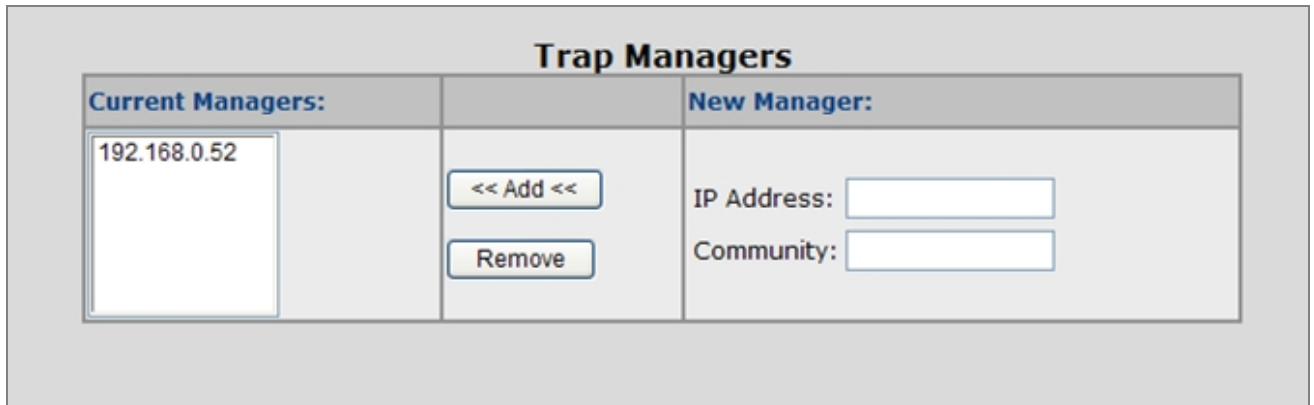 Trap Managers
Current Managers:
New Manager:
192.168.0.52
<< Add <<
Remove
IP Address:
Community: